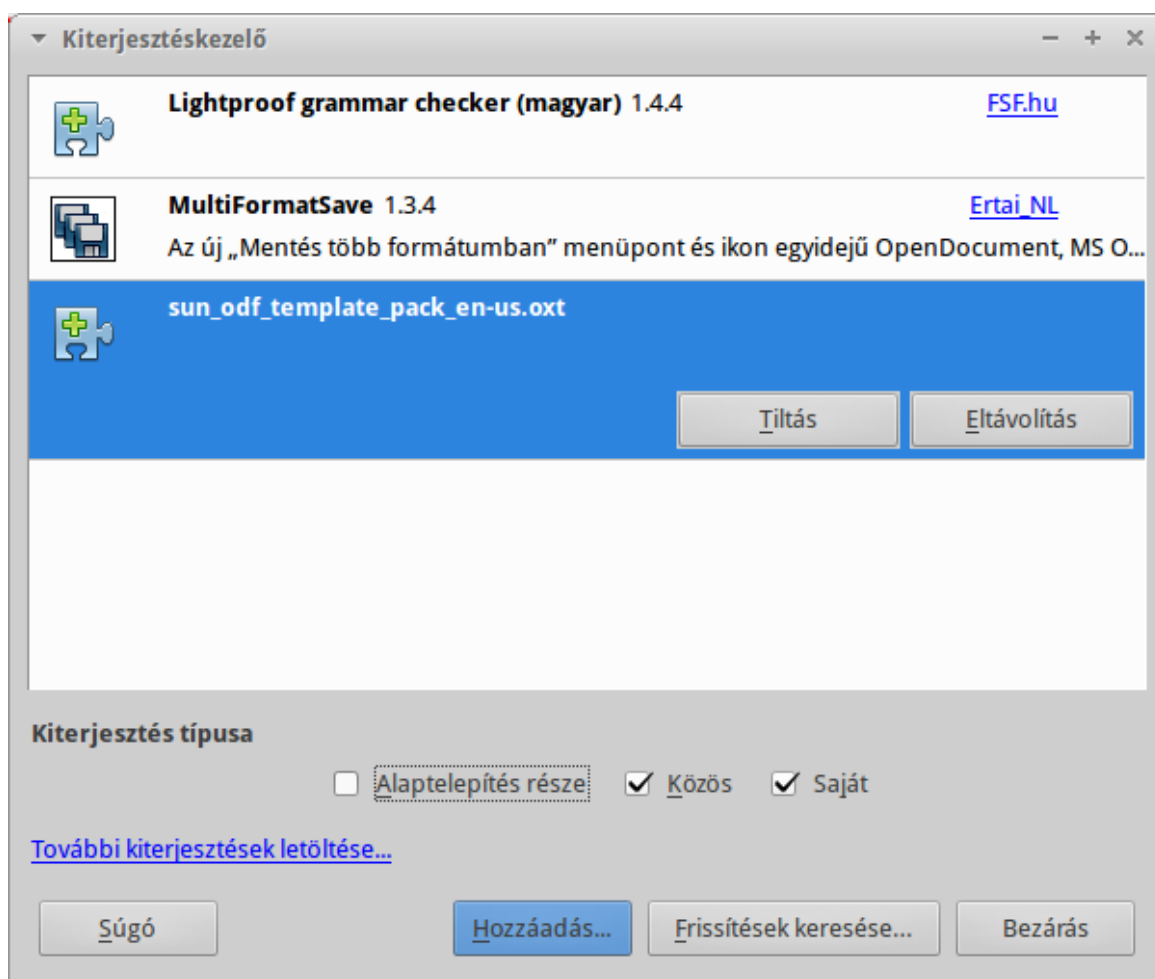 Kiterjesztéskezelő
Lightproof grammar checker (magyar) 1.4.4 FSF.hu
MultiFormatSave 1.3.4 Ertai_NL
Az új „Mentés több formátumban” menüpont és ikon egyidejű OpenDocument, MS O...
sun_odf_template_pack_en-us.oxt
Tiltás Eltávolítás
Kiterjesztés típusa
Alaptelepítés része Közös Saját
További kiterjesztések letöltése...
Súgó Hozzáadás... Frissítések keresése... Bezárás